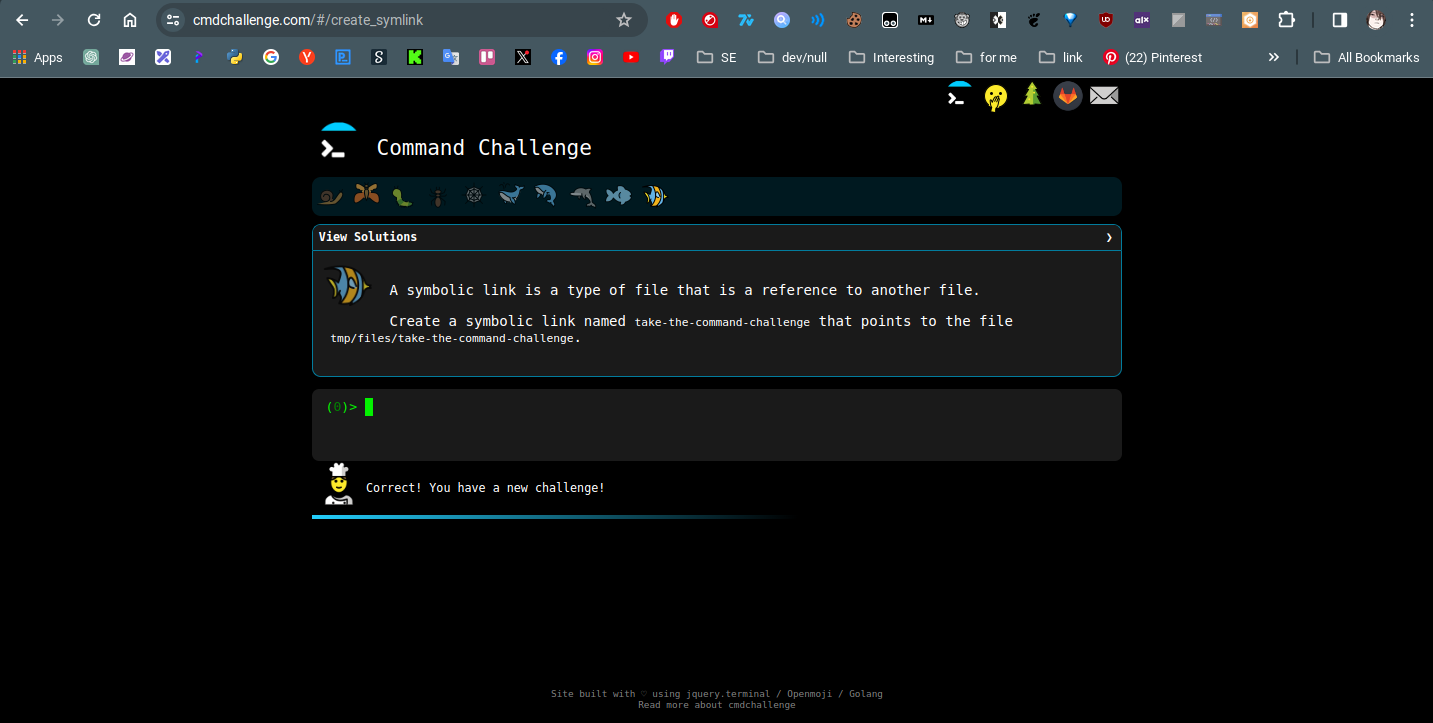 cmdchallenge.com/#/create_symlink
Apps
SE
dev/null
Interesting
for me
link
(22) Pinterest
»
All Bookmarks
Command Challenge
View Solutions
❯
A symbolic link is a type of file that is a reference to another file.
Create a symbolic link named take-the-command-challenge that points to the file
tmp/files/take-the-command-challenge.
(0)>
Correct! You have a new challenge!
Site built with ♡ using jquery.terminal / Openmoji / Golang
Read more about cmdchallenge